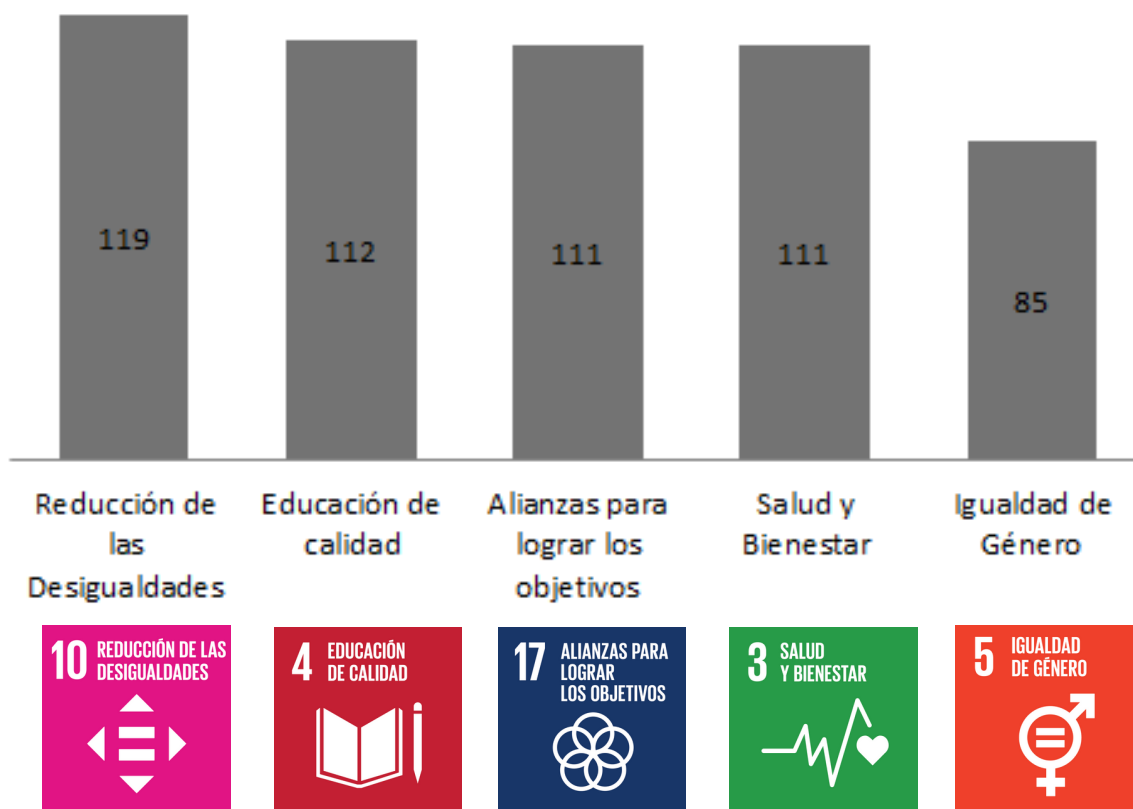 119
112
111
111
85
Reducción de
las
Desigualdades
Educación de
calidad
Alianzas para
lograr los
objetivos
Salud y
Bienestar
Igualdad de
Género
10 REDUCCIÓN DE LAS
DESIGUALDADES
4 EDUCACIÓN
DE CALIDAD
17 ALIANZAS PARA
LOGRAR
LOS OBJETIVOS
3 SALUD
Y BIENESTAR
5 IGUALDAD
DE GÉNERO